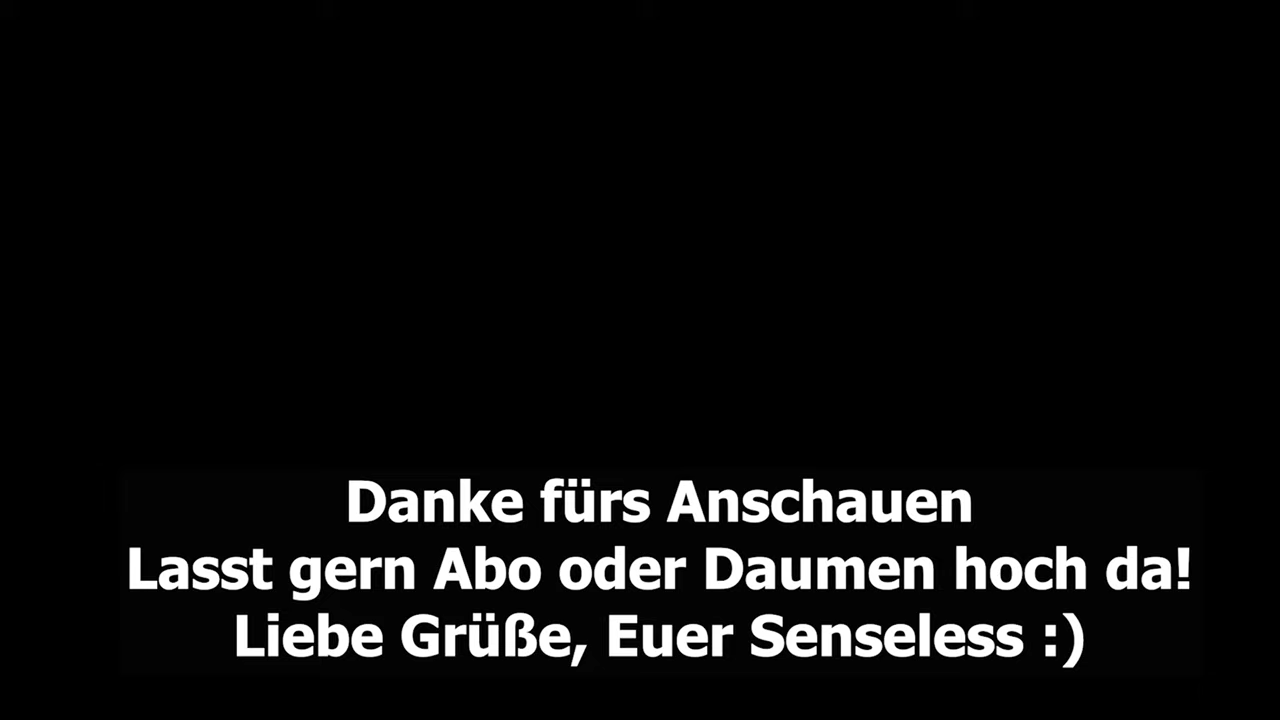 Danke fürs Anschauen
Lasst gern Abo oder Daumen hoch da!
Liebe Grüße, Euer Senseless :)